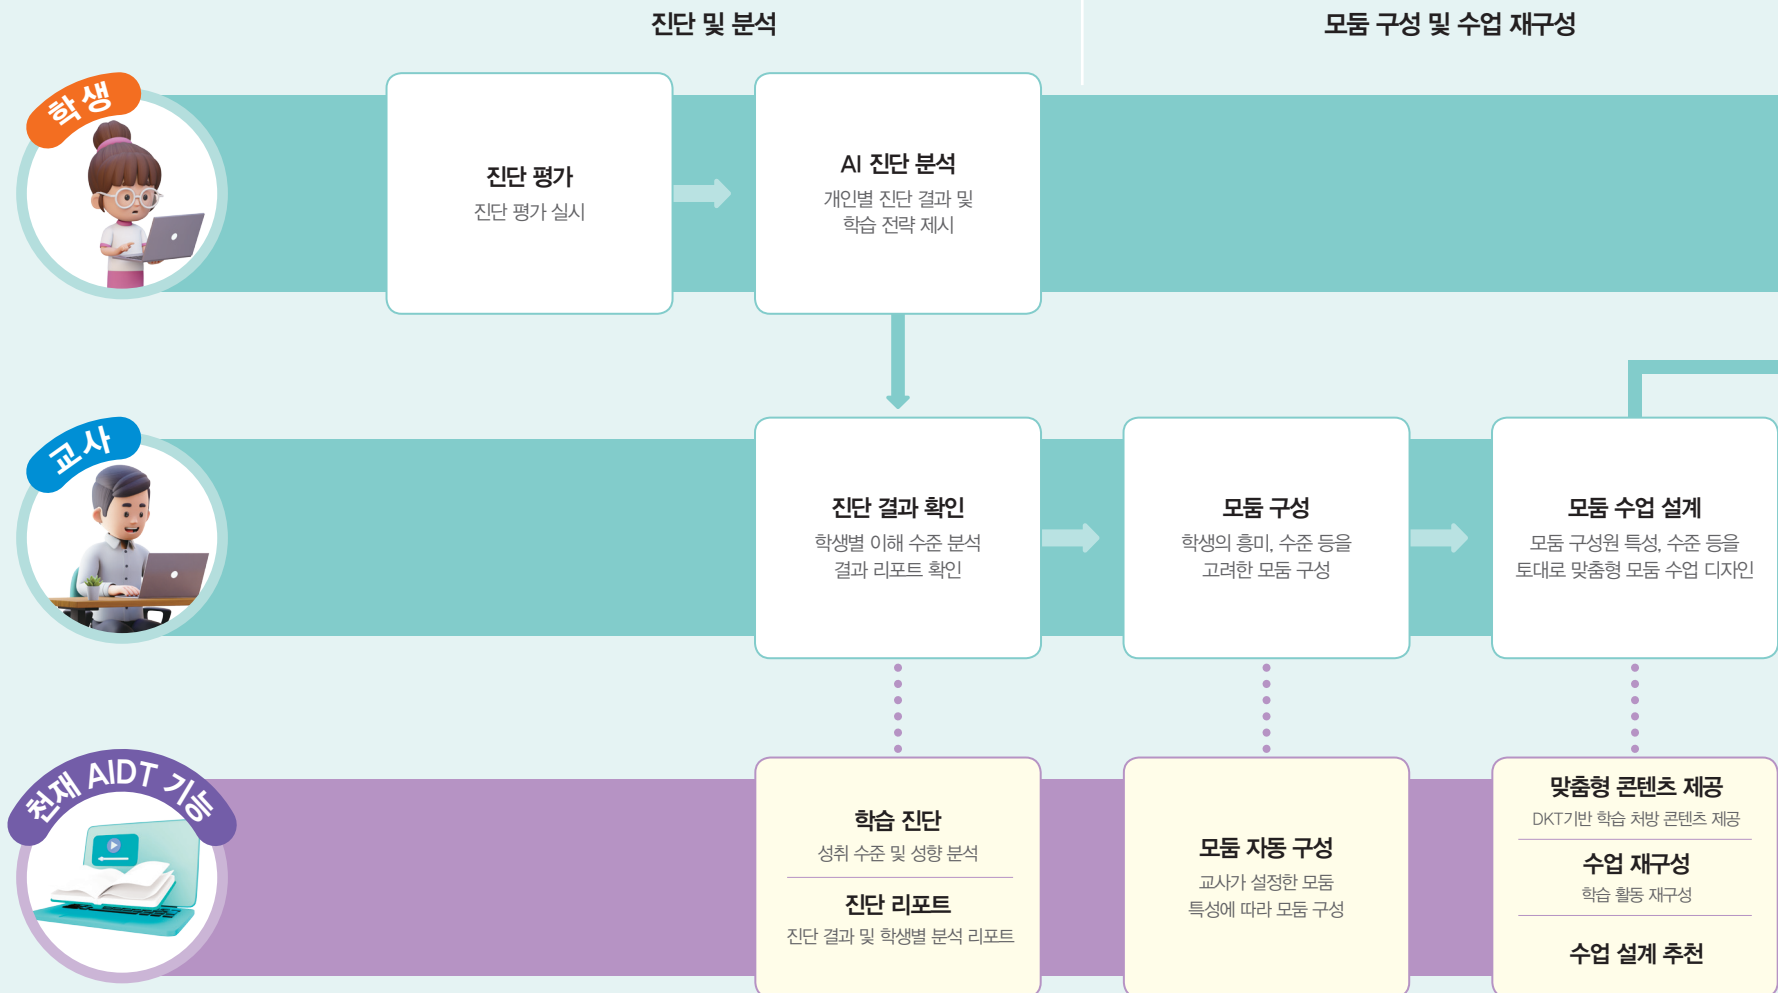 진단 및 분석
모둠 구성 및 수업 재구성
학생
진단 평가
진단 평가 실시
AI 진단 분석
개인별 진단 결과 및
학습 전략 제시
교사
진단 결과 확인
학생별 이해 수준 분석
결과 리포트 확인
모둠 구성
학생의 흥미, 수준 등을
고려한 모둠 구성
모둠 수업 설계
모둠 구성원 특성, 수준 등을
토대로 맞춤형 모둠 수업 디자인
천재 AIDT 기능
학습 진단
성취 수준 및 성향 분석
진단 리포트
진단 결과 및 학생별 분석 리포트
모둠 자동 구성
교사가 설정한 모둠
특성에 따라 모둠 구성
맞춤형 콘텐츠 제공
DKT기반 학습 처방 콘텐츠 제공
수업 재구성
학습 활동 재구성
수업 설계 추천